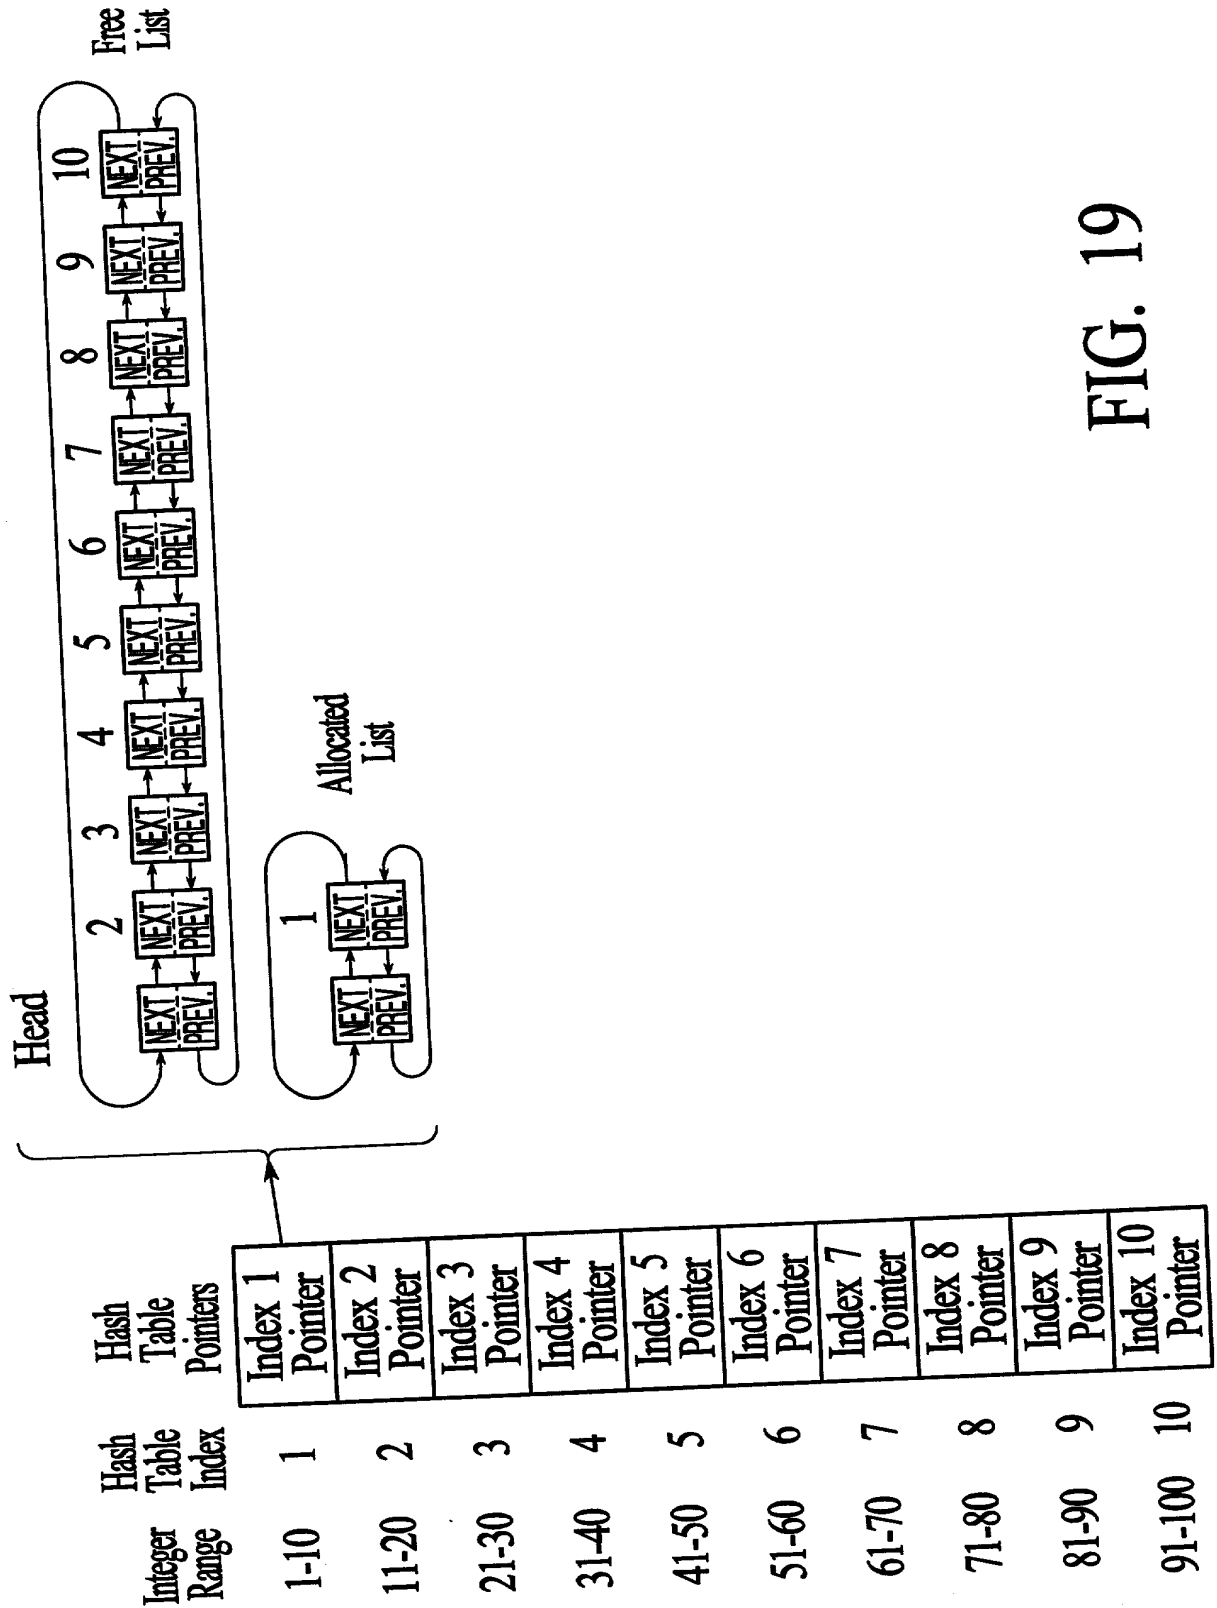 Head
2 3 4 5 6 7 8 9 10
NEXT NEXT NEXT NEXT NEXT NEXT NEXT NEXT NEXT NEXT
PREV. PREV. PREV. PREV. PREV. PREV. PREV. PREV. PREV. PREV.
Free
List
1
NEXT NEXT
PREV. PREV.
Allocated
List
Integer
Range
Hash
Table
Index
Hash
Table
Pointers
1-10 1 Index 1
Pointer
11-20 2 Index 2
Pointer
21-30 3 Index 3
Pointer
31-40 4 Index 4
Pointer
41-50 5 Index 5
Pointer
51-60 6 Index 6
Pointer
61-70 7 Index 7
Pointer
71-80 8 Index 8
Pointer
81-90 9 Index 9
Pointer
91-100 10 Index 10
Pointer
FIG. 19